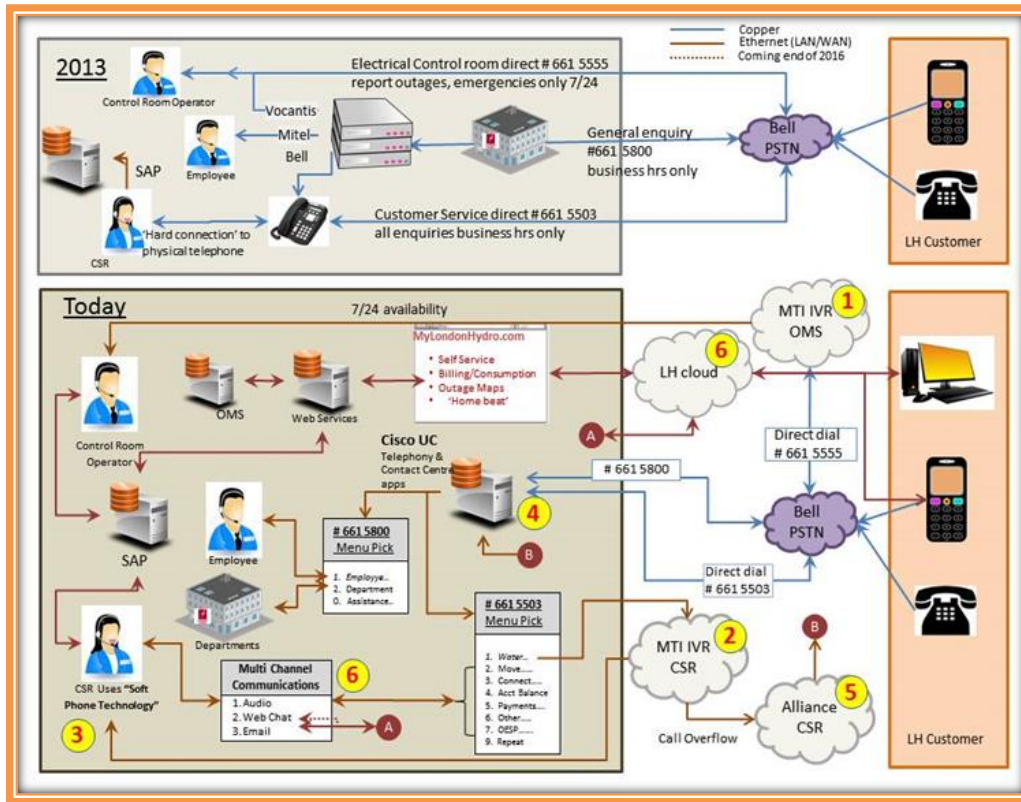 Copper
Ethernet (LAN/WAN)
Coming end of 2016
2013
Control Room Operator
Electrical Control room direct # 661 5555
report outages, emergencies only 7/24
Vocantis
Mitel
Bell
Employee
SAP
CSR
'Hard connection' to
physical telephone
General enquiry
#661 5800
business hrs only
Customer Service direct # 661 5503
all enquiries business hrs only
Bell
PSTN
LH Customer
Today
7/24 availability
MTI IVR
OMS
1
MyLondonHydro.com
• Self Service
• Billing/Consumption
• Outage Maps
• 'Home beat'
LH cloud
6
OMS
Web Services
Control Room
Operator
A
Cisco UC
Telephony &
Contact Centre
apps
4
B
# 661 5800
Direct dial
# 661 5555
Bell
PSTN
Direct dial
# 661 5503
SAP
Employee
Departments
# 661 5800
Menu Pick
1. Employye...
2. Department
0. Assistance..
# 661 5503
Menu Pick
1. Water...
2. Move......
3. Connect.....
4. Acct Balance
5. Payments....
6. Other.....
7. OESP.......
9. Repeat
MTI IVR
CSR
2
B
Alliance
CSR
5
Call Overflow
CSR Uses "Soft
Phone Technology"
3
Multi Channel
Communications
6
1. Audio
2. Web Chat
3. Email
A
LH Customer